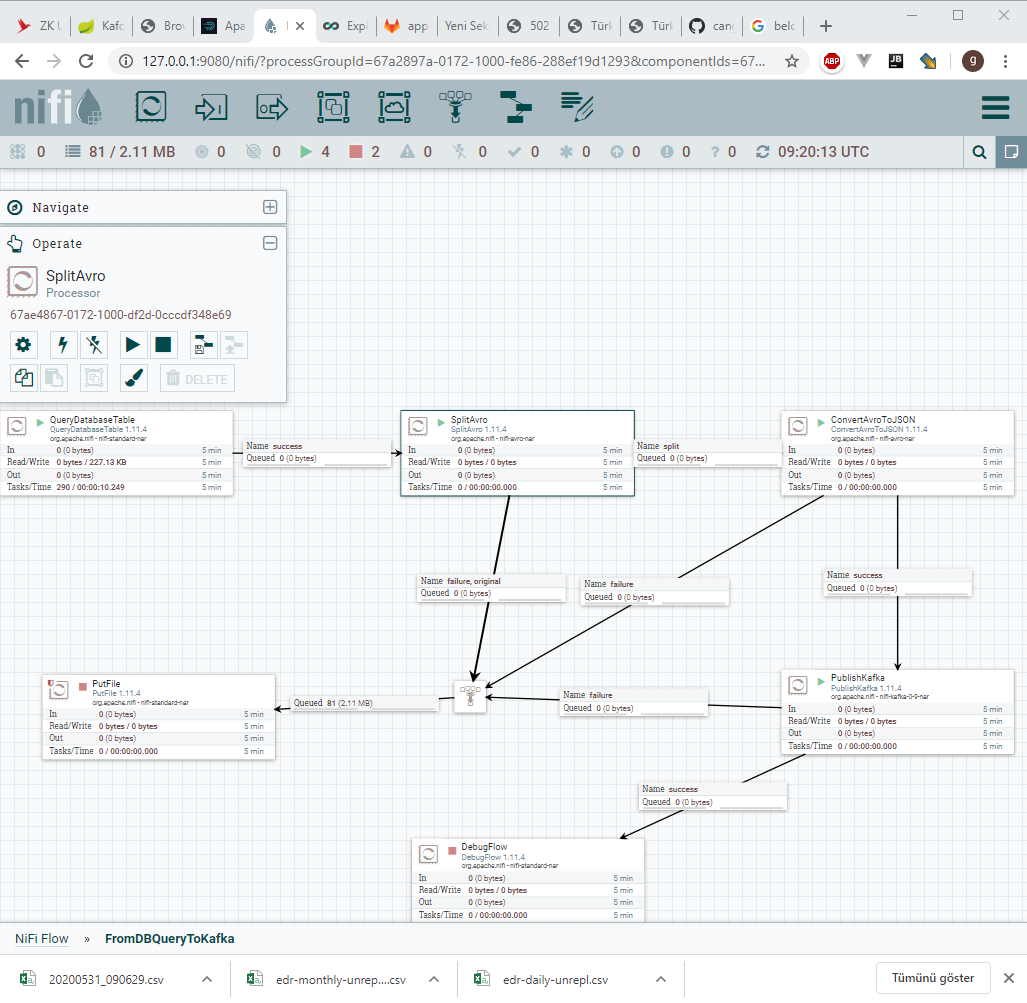 ZK U
Kafc
Brov
Apa
Expl
app
Yeni Sek
502
Türk
Türk
cang
belo
127.0.0.1:9080/nifi/?processGroupId=67a2897a-0172-1000-fe86-288ef19d1293&componentIds=67...
ABP
JB
g
nifi
0 81 / 2.11 MB 0 0 4 2 0 0 0 0 0 0 ? 0 09:20:13 UTC
Navigate
Operate
SplitAvro
Processor
67ae4867-0172-1000-df2d-0cccdf348e69
DELETE
QueryDatabaseTable
QueryDatabaseTable 1.11.4
org.apache.nifi - nifi-standard-nar
In 0 (0 bytes) 5 min
Read/Write 0 bytes / 227.13 KB 5 min
Out 0 (0 bytes) 5 min
Tasks/Time 290 / 00:00:10.249 5 min
Name success
Queued 0 (0 bytes)
SplitAvro
SplitAvro 1.11.4
org.apache.nifi - nifi-avro-nar
In 0 (0 bytes) 5 min
Read/Write 0 bytes / 0 bytes 5 min
Out 0 (0 bytes) 5 min
Tasks/Time 0 / 00:00:00.000 5 min
Name split
Queued 0 (0 bytes)
ConvertAvroToJSON
ConvertAvroToJSON 1.11.4
org.apache.nifi - nifi-avro-nar
In 0 (0 bytes) 5 min
Read/Write 0 bytes / 0 bytes 5 min
Out 0 (0 bytes) 5 min
Tasks/Time 0 / 00:00:00.000 5 min
Name failure, original
Queued 0 (0 bytes)
Name failure
Queued 0 (0 bytes)
Name success
Queued 0 (0 bytes)
PutFile
PutFile 1.11.4
org.apache.nifi - nifi-standard-nar
In 0 (0 bytes) 5 min
Read/Write 0 bytes / 0 bytes 5 min
Out 0 (0 bytes) 5 min
Tasks/Time 0 / 00:00:00.000 5 min
Queued 81 (2.11 MB)
Name failure
Queued 0 (0 bytes)
PublishKafka
PublishKafka 1.11.4
org.apache.nifi - nifi-kafka-0-9-nar
In 0 (0 bytes) 5 min
Read/Write 0 bytes / 0 bytes 5 min
Out 0 (0 bytes) 5 min
Tasks/Time 0 / 00:00:00.000 5 min
Name success
Queued 0 (0 bytes)
DebugFlow
DebugFlow 1.11.4
org.apache.nifi - nifi-standard-nar
In 0 (0 bytes) 5 min
Read/Write 0 bytes / 0 bytes 5 min
Out 0 (0 bytes) 5 min
Tasks/Time 0 / 00:00:00.000 5 min
NiFi Flow » FromDBQueryToKafka
20200531_090629.csv
edr-monthly-unrep....csv
edr-daily-unrepl.csv
Tümünü göster